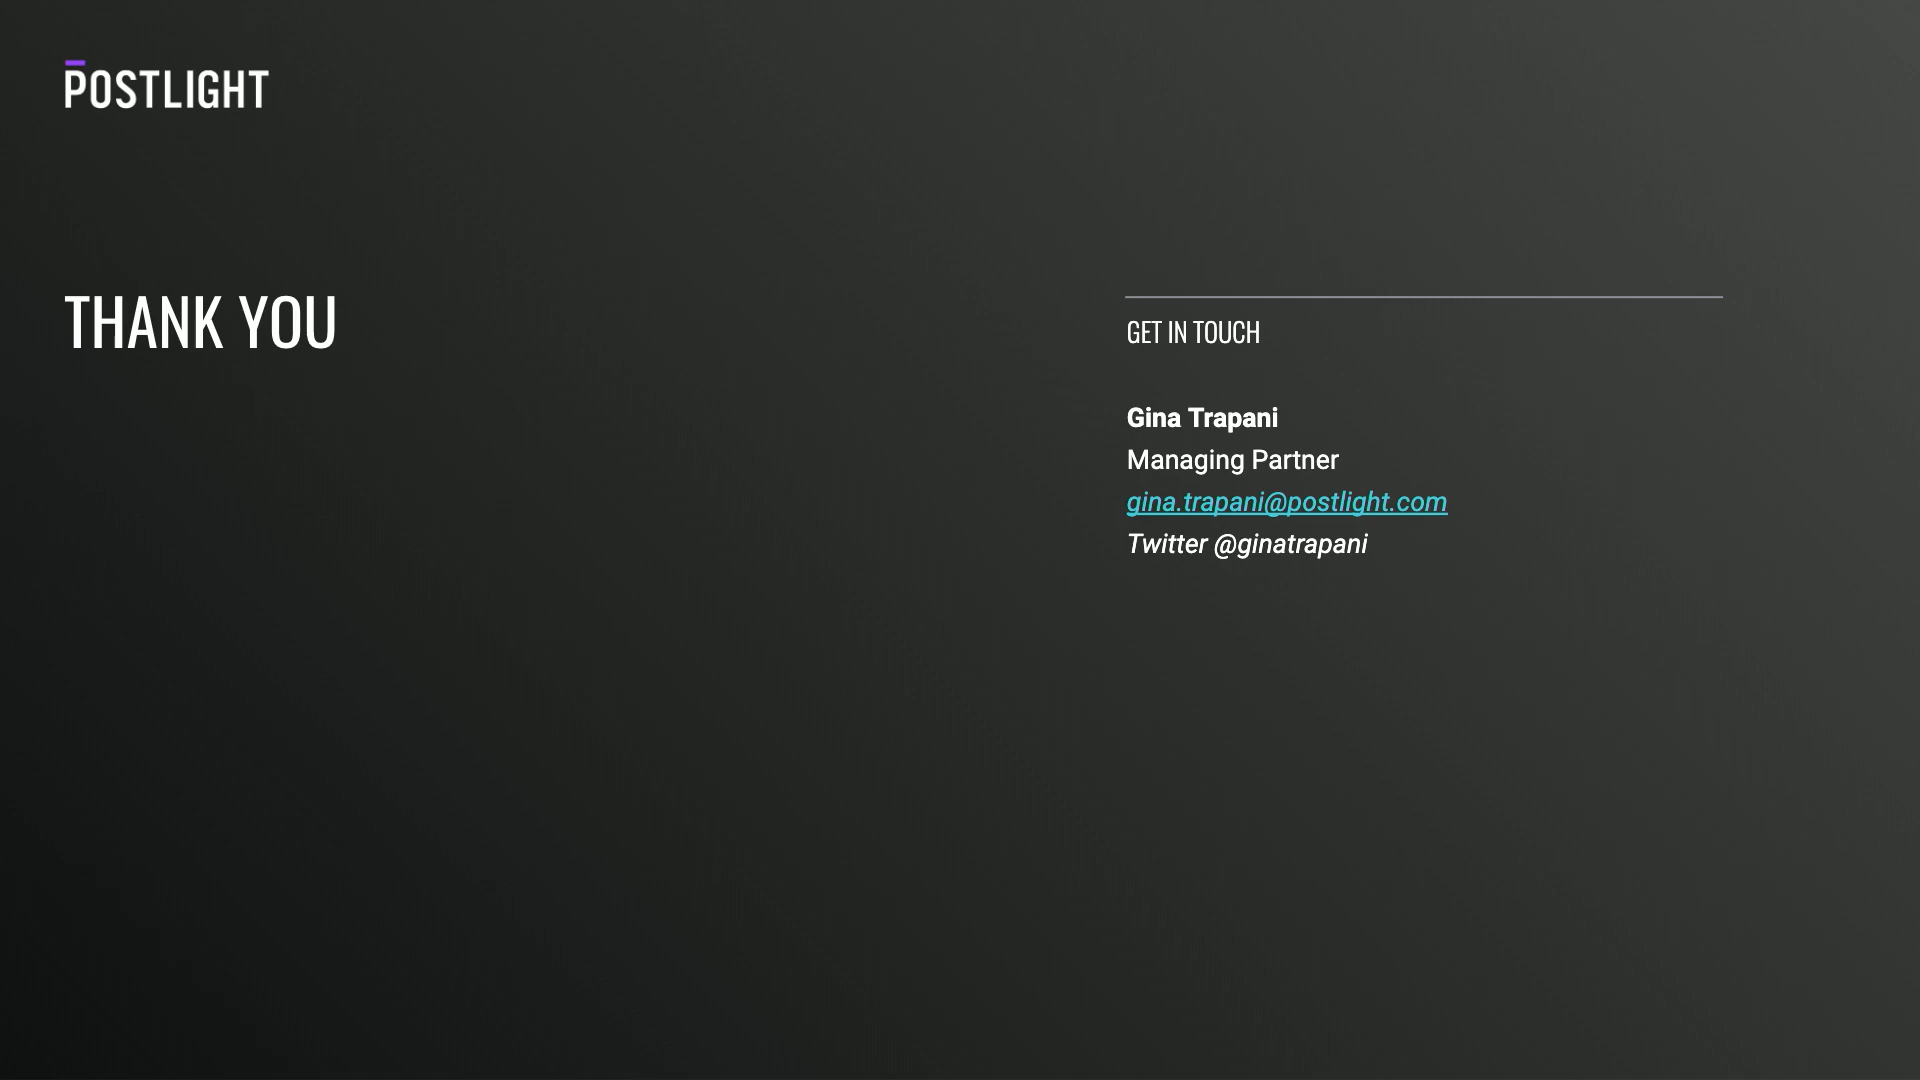 POSTLIGHT
THANK YOU
GET IN TOUCH
Gina Trapani
Managing Partner
gina.trapani@postlight.com
Twitter @ginatrapani